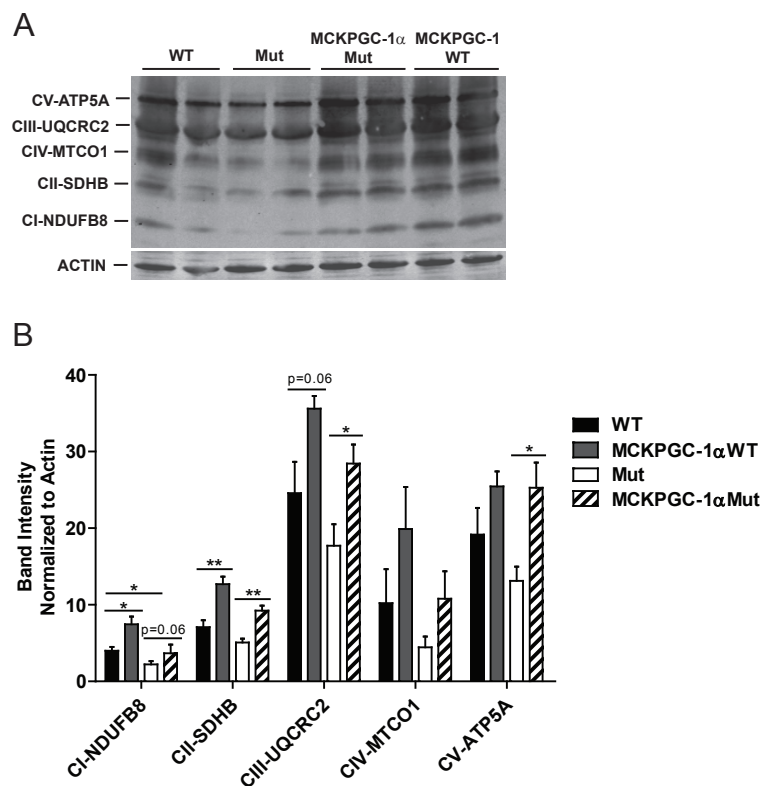 A
WT Mut MCKPGC-1α Mut MCKPGC-1 WT
CV-ATP5A
CIII-UQCRC2
CIV-MTCO1
CII-SDHB
CI-NDUFB8
ACTIN
B
Band Intensity
Normalized to Actin
40
30
20
10
0
*
*
p=0.06
**
**
p=0.06
*
*
CI-NDUFB8
CII-SDHB
CIII-UQCRC2
CIV-MTCO1
CV-ATP5A
WT
MCKPGC-1αWT
Mut
MCKPGC-1αMut